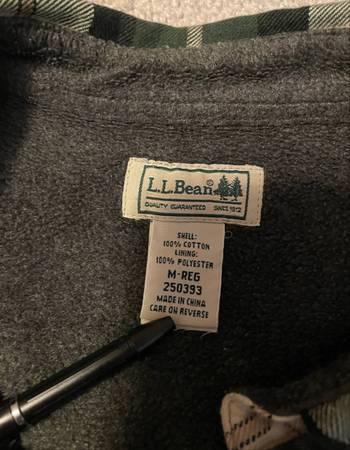 L.L.Bean®
QUALITY GUARANTEED SINCE 1912
SHELL:
100% COTTON
LINING:
100% POLYESTER
M-REG
250393
MADE IN CHINA
CARE ON REVERSE